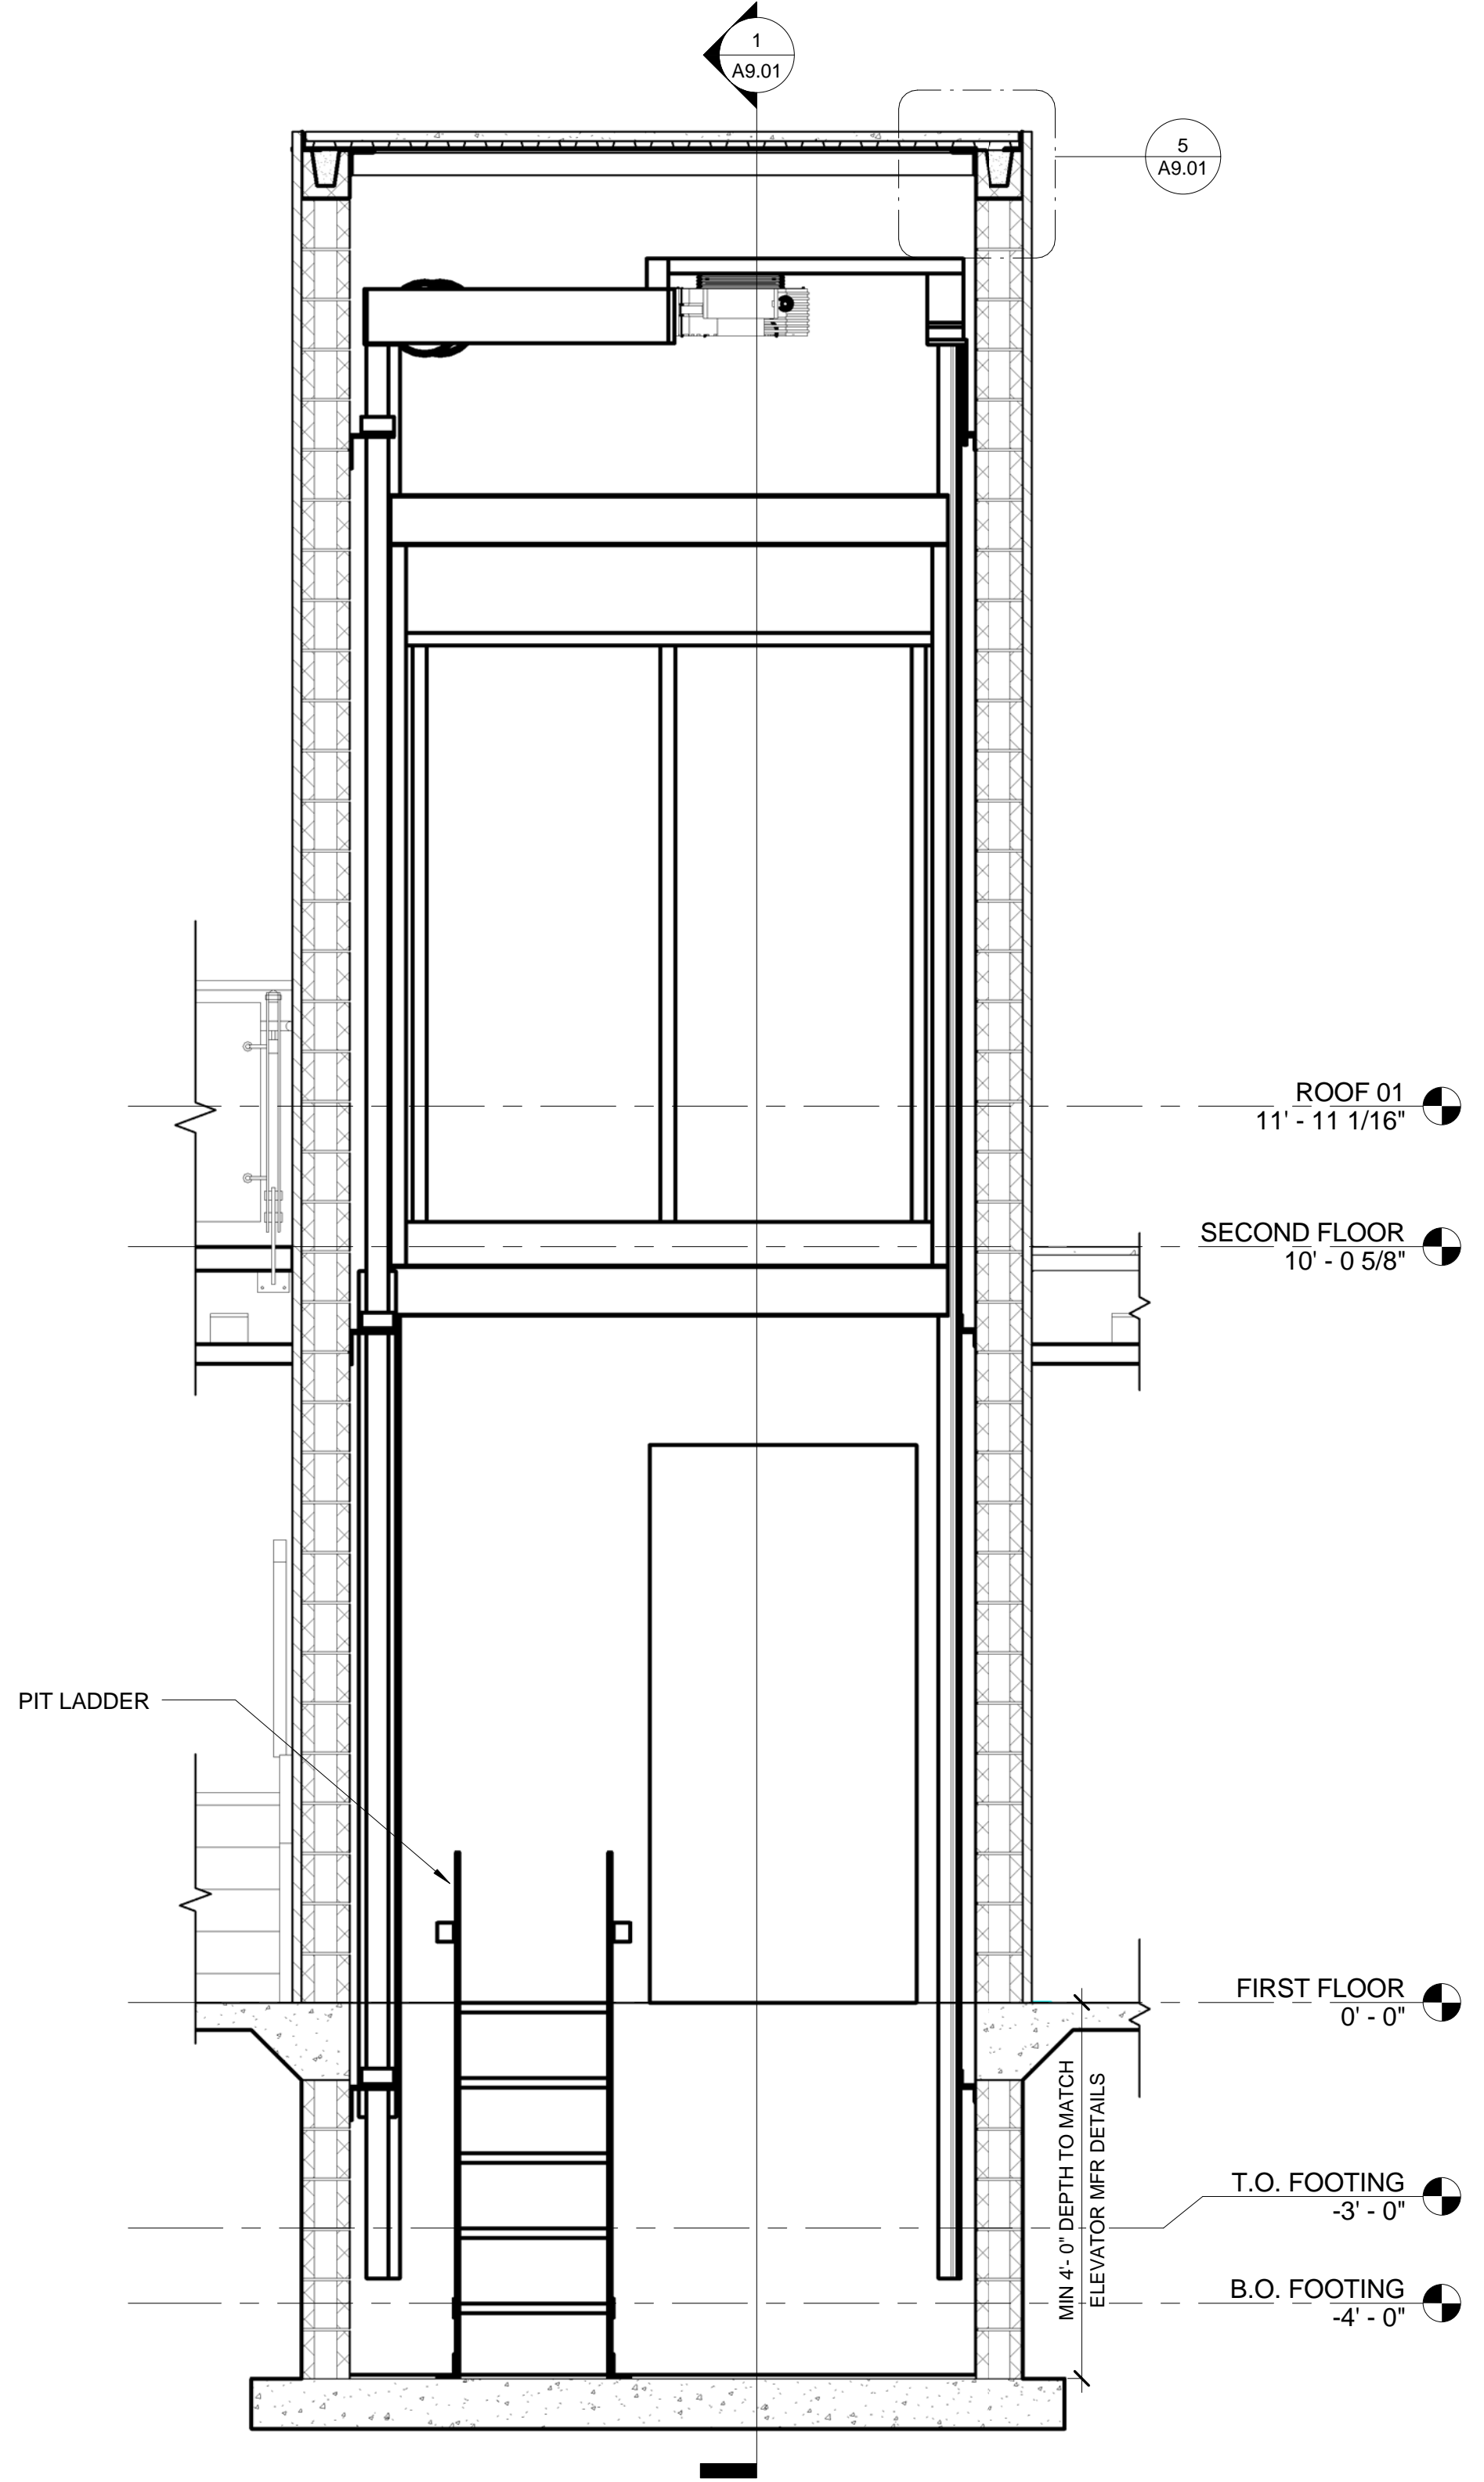 1
A9.01
5
A9.01
ROOF 01
11' - 11 1/16"
SECOND FLOOR
10' - 0 5/8"
PIT LADDER
FIRST FLOOR
0' - 0"
MIN 4'- 0" DEPTH TO MATCH
ELEVATOR MFR DETAILS
T.O. FOOTING
-3' - 0"
B.O. FOOTING
-4' - 0"